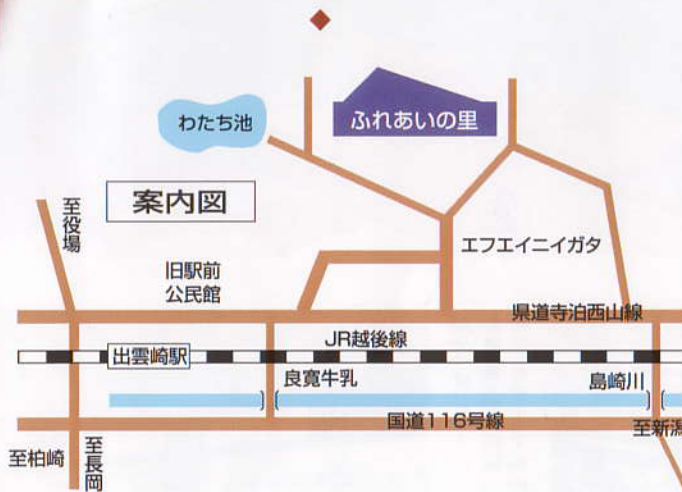 わたち池
ふれあいの里
案内図
至役場
エフエイニイガタ
旧駅前
公民館
県道寺泊西山線
JR越後線
出雲崎駅
良寛牛乳
島崎川
国道116号線
至新潟
至柏崎
至長岡